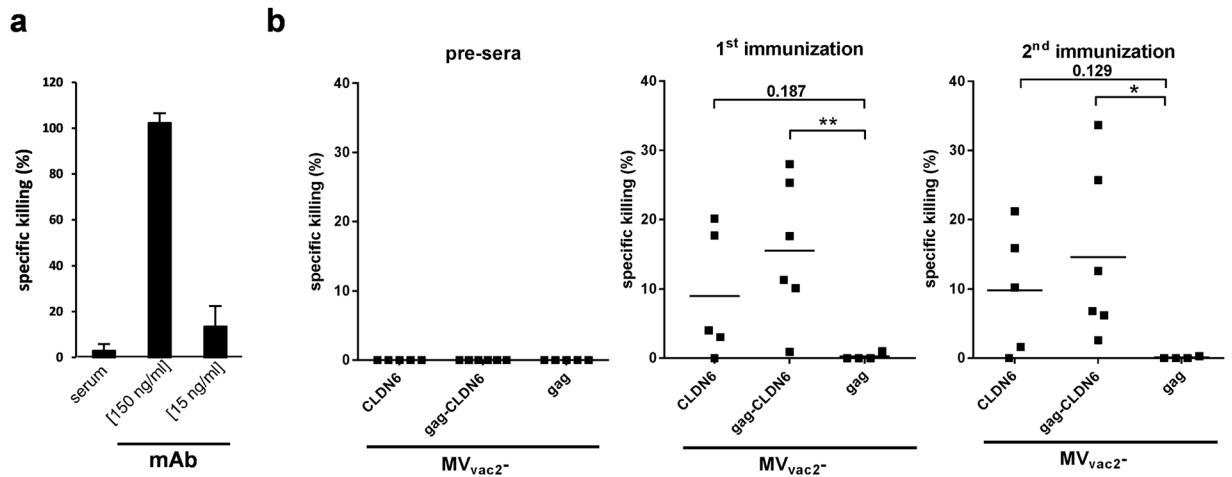 a
specific killing (%)
120
100
80
60
40
20
0
serum
[150 ng/ml]
[15 ng/ml]
mAb
b
pre-sera
specific killing (%)
40
30
20
10
0
CLDN6
gag-CLDN6
gag
MVvac2-
1st immunization
specific killing (%)
40
30
20
10
0
0.187
**
CLDN6
gag-CLDN6
gag
MVvac2-
2nd immunization
specific killing (%)
40
30
20
10
0
0.129
*
CLDN6
gag-CLDN6
gag
MVvac2-